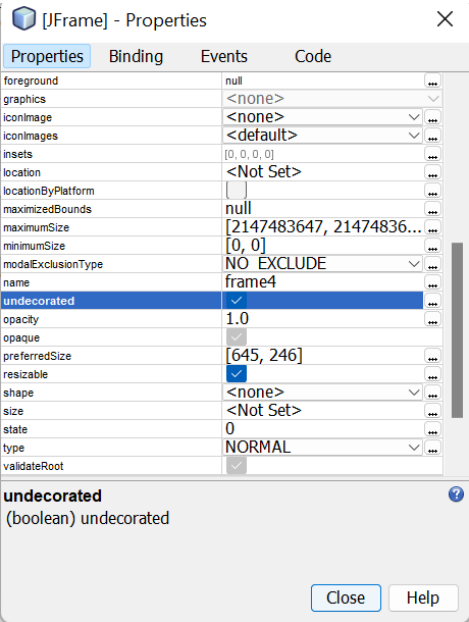 [JFrame] - Properties
Properties Binding Events Code
foreground null ...
graphics <none>
iconImage <none> ...
iconImages <default> ...
insets [0, 0, 0, 0] ...
location <Not Set> ...
locationByPlatform ...
maximizedBounds null ...
maximumSize [2147483647, 21474836... ...
minimumSize [0, 0] ...
modalExclusionType NO_EXCLUDE ...
name frame4 ...
undecorated ...
opacity 1.0 ...
opaque ...
preferredSize [645, 246] ...
resizable ...
shape <none> ...
size <Not Set> ...
state 0 ...
type NORMAL ...
validateRoot
undecorated ?
(boolean) undecorated
Close Help